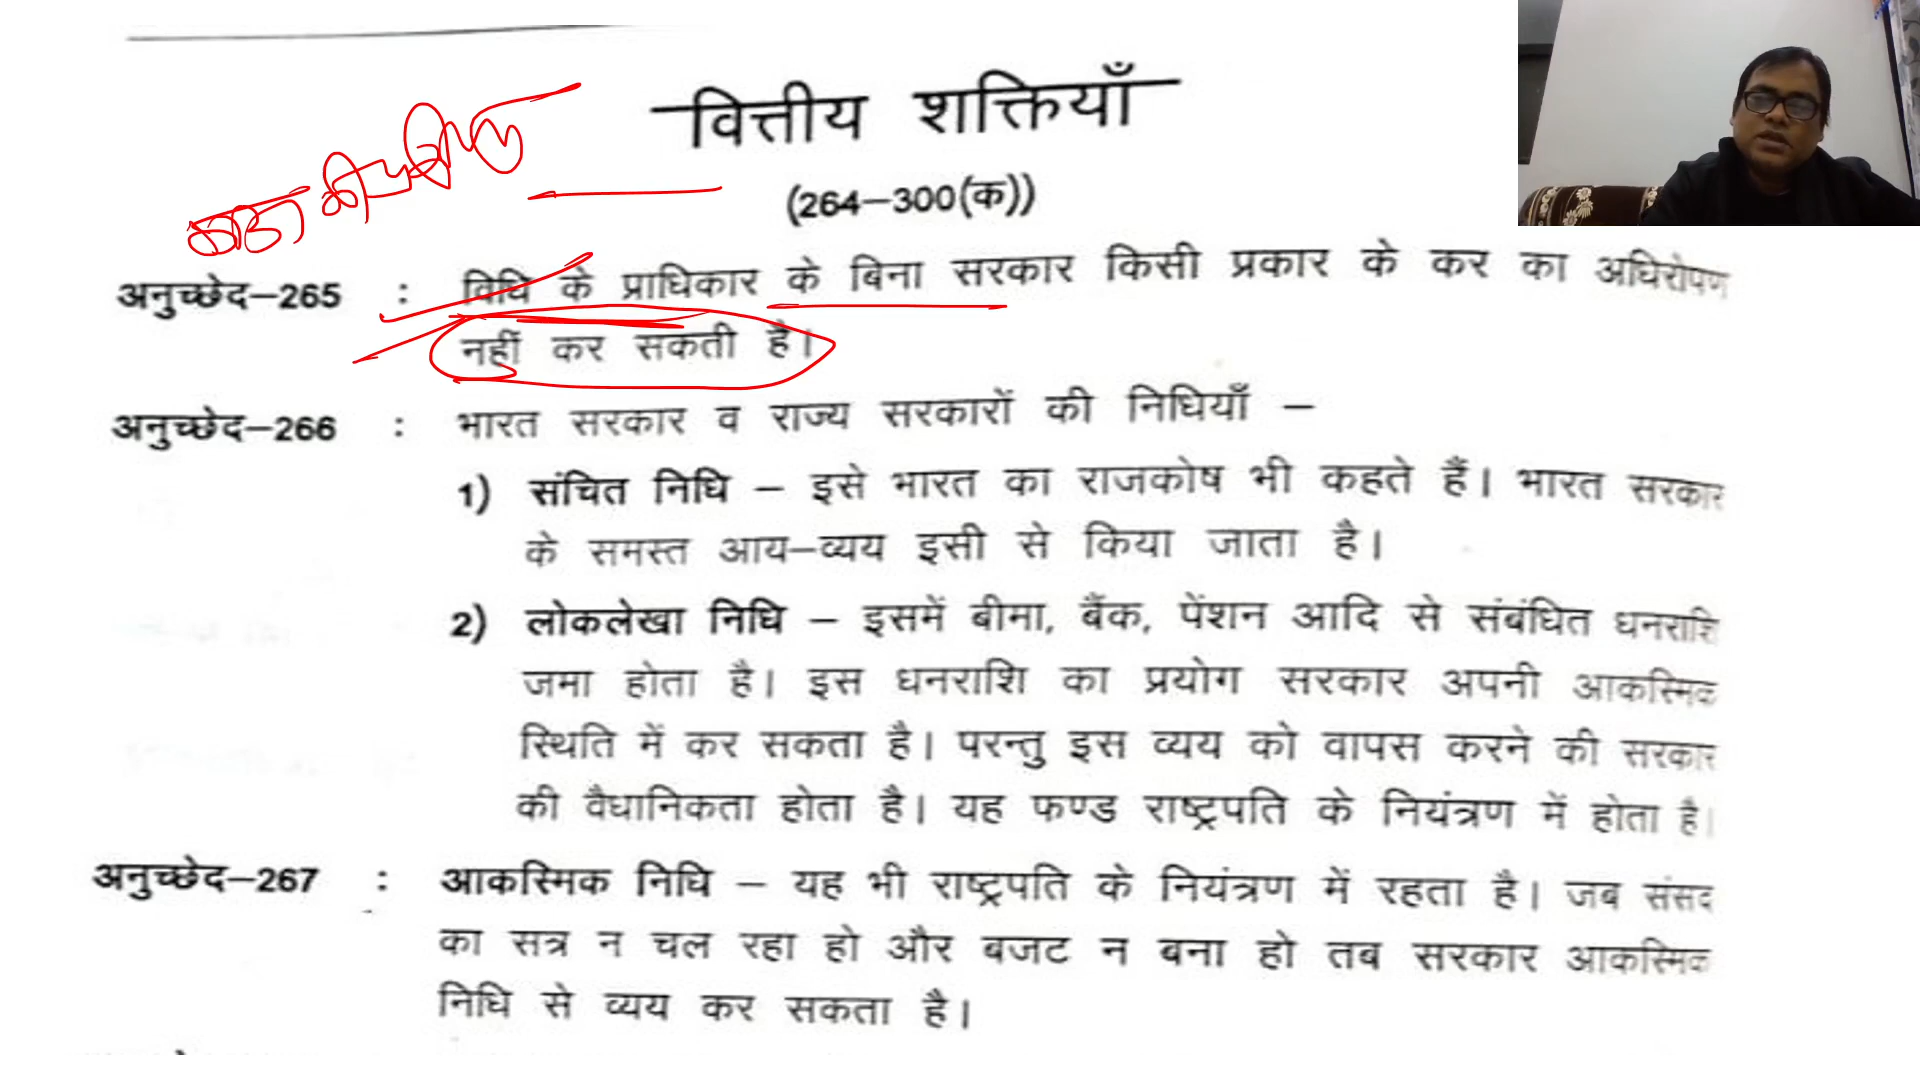 वित्तीय शक्तियाँ
(264–300(क))
अनुच्छेद–265 : विधि के प्राधिकार के बिना सरकार किसी प्रकार के कर का अधिरोपण
नहीं कर सकती है।
अनुच्छेद–266 : भारत सरकार व राज्य सरकारों की निधियाँ –
1) संचित निधि – इसे भारत का राजकोष भी कहते हैं। भारत सरकार
के समस्त आय–व्यय इसी से किया जाता है।
2) लोकलेखा निधि – इसमें बीमा, बैंक, पेंशन आदि से संबंधित धनराशि
जमा होता है। इस धनराशि का प्रयोग सरकार अपनी आकस्मिक
स्थिति में कर सकता है। परन्तु इस व्यय को वापस करने की सरकार
की वैधानिकता होता है। यह फण्ड राष्ट्रपति के नियंत्रण में होता है।
अनुच्छेद–267 : आकस्मिक निधि – यह भी राष्ट्रपति के नियंत्रण में रहता है। जब संसद
का सत्र न चल रहा हो और बजट न बना हो तब सरकार आकस्मिक
निधि से व्यय कर सकता है।